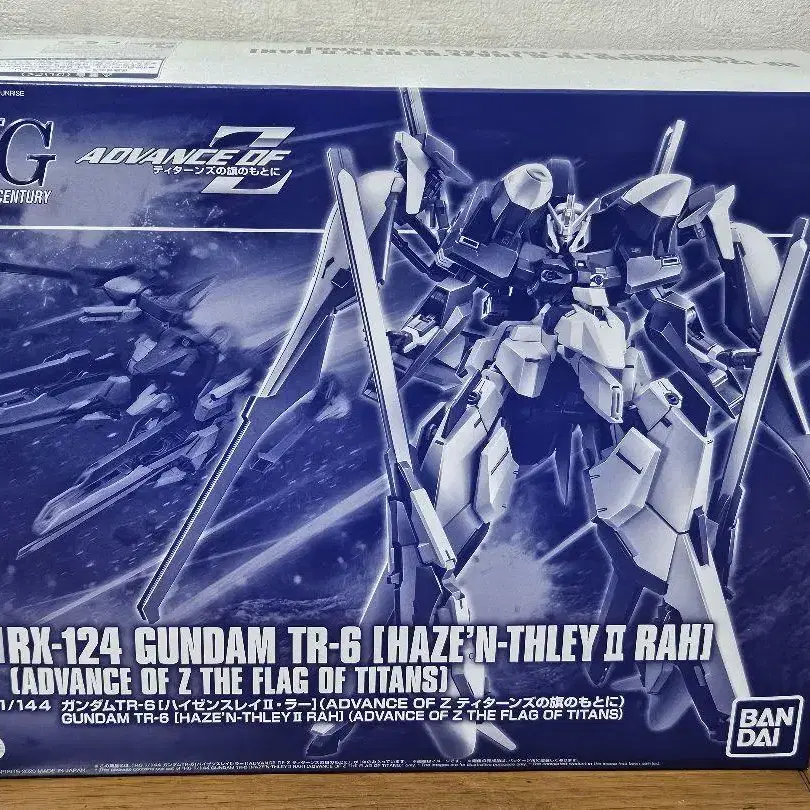 UNRISE
G
CENTURY
ADVANCE OF Z
ティターンズの旗のもとに
RX-124 GUNDAM TR-6 [HAZE'N-THLEY II RAH]
(ADVANCE OF Z THE FLAG OF TITANS)
1/144 ガンダムTR-6 [ハイゼンスレイII・ラー] (ADVANCE OF Z ティターンズの旗のもとに)
GUNDAM TR-6 [HAZE'N-THLEY II RAH] (ADVANCE OF Z THE FLAG OF TITANS)
BAN
DAI